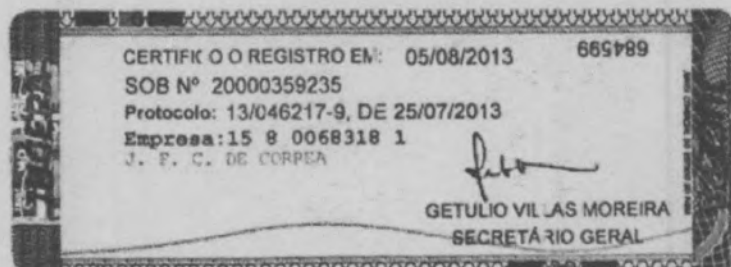 CERTIFIC O O REGISTRO EM: 05/08/2013
684599
SOB Nº 20000359235
Protocolo: 13/046217-9, DE 25/07/2013
Empresa:15 8 0068318 1
J. F. C. DE CORREA
GETULIO VILLAS MOREIRA
SECRETÁRIO GERAL